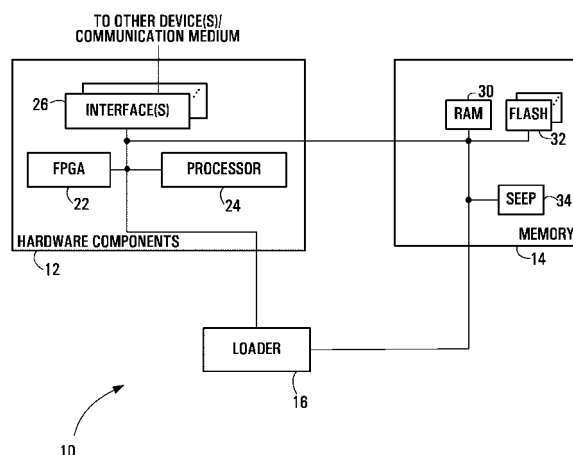 TO OTHER DEVICE(S)/
COMMUNICATION MEDIUM
26
INTERFACE(S)
FPGA
22
PROCESSOR
24
HARDWARE COMPONENTS
12
30
RAM
FLASH
32
SEEP
34
MEMORY
14
LOADER
16
10